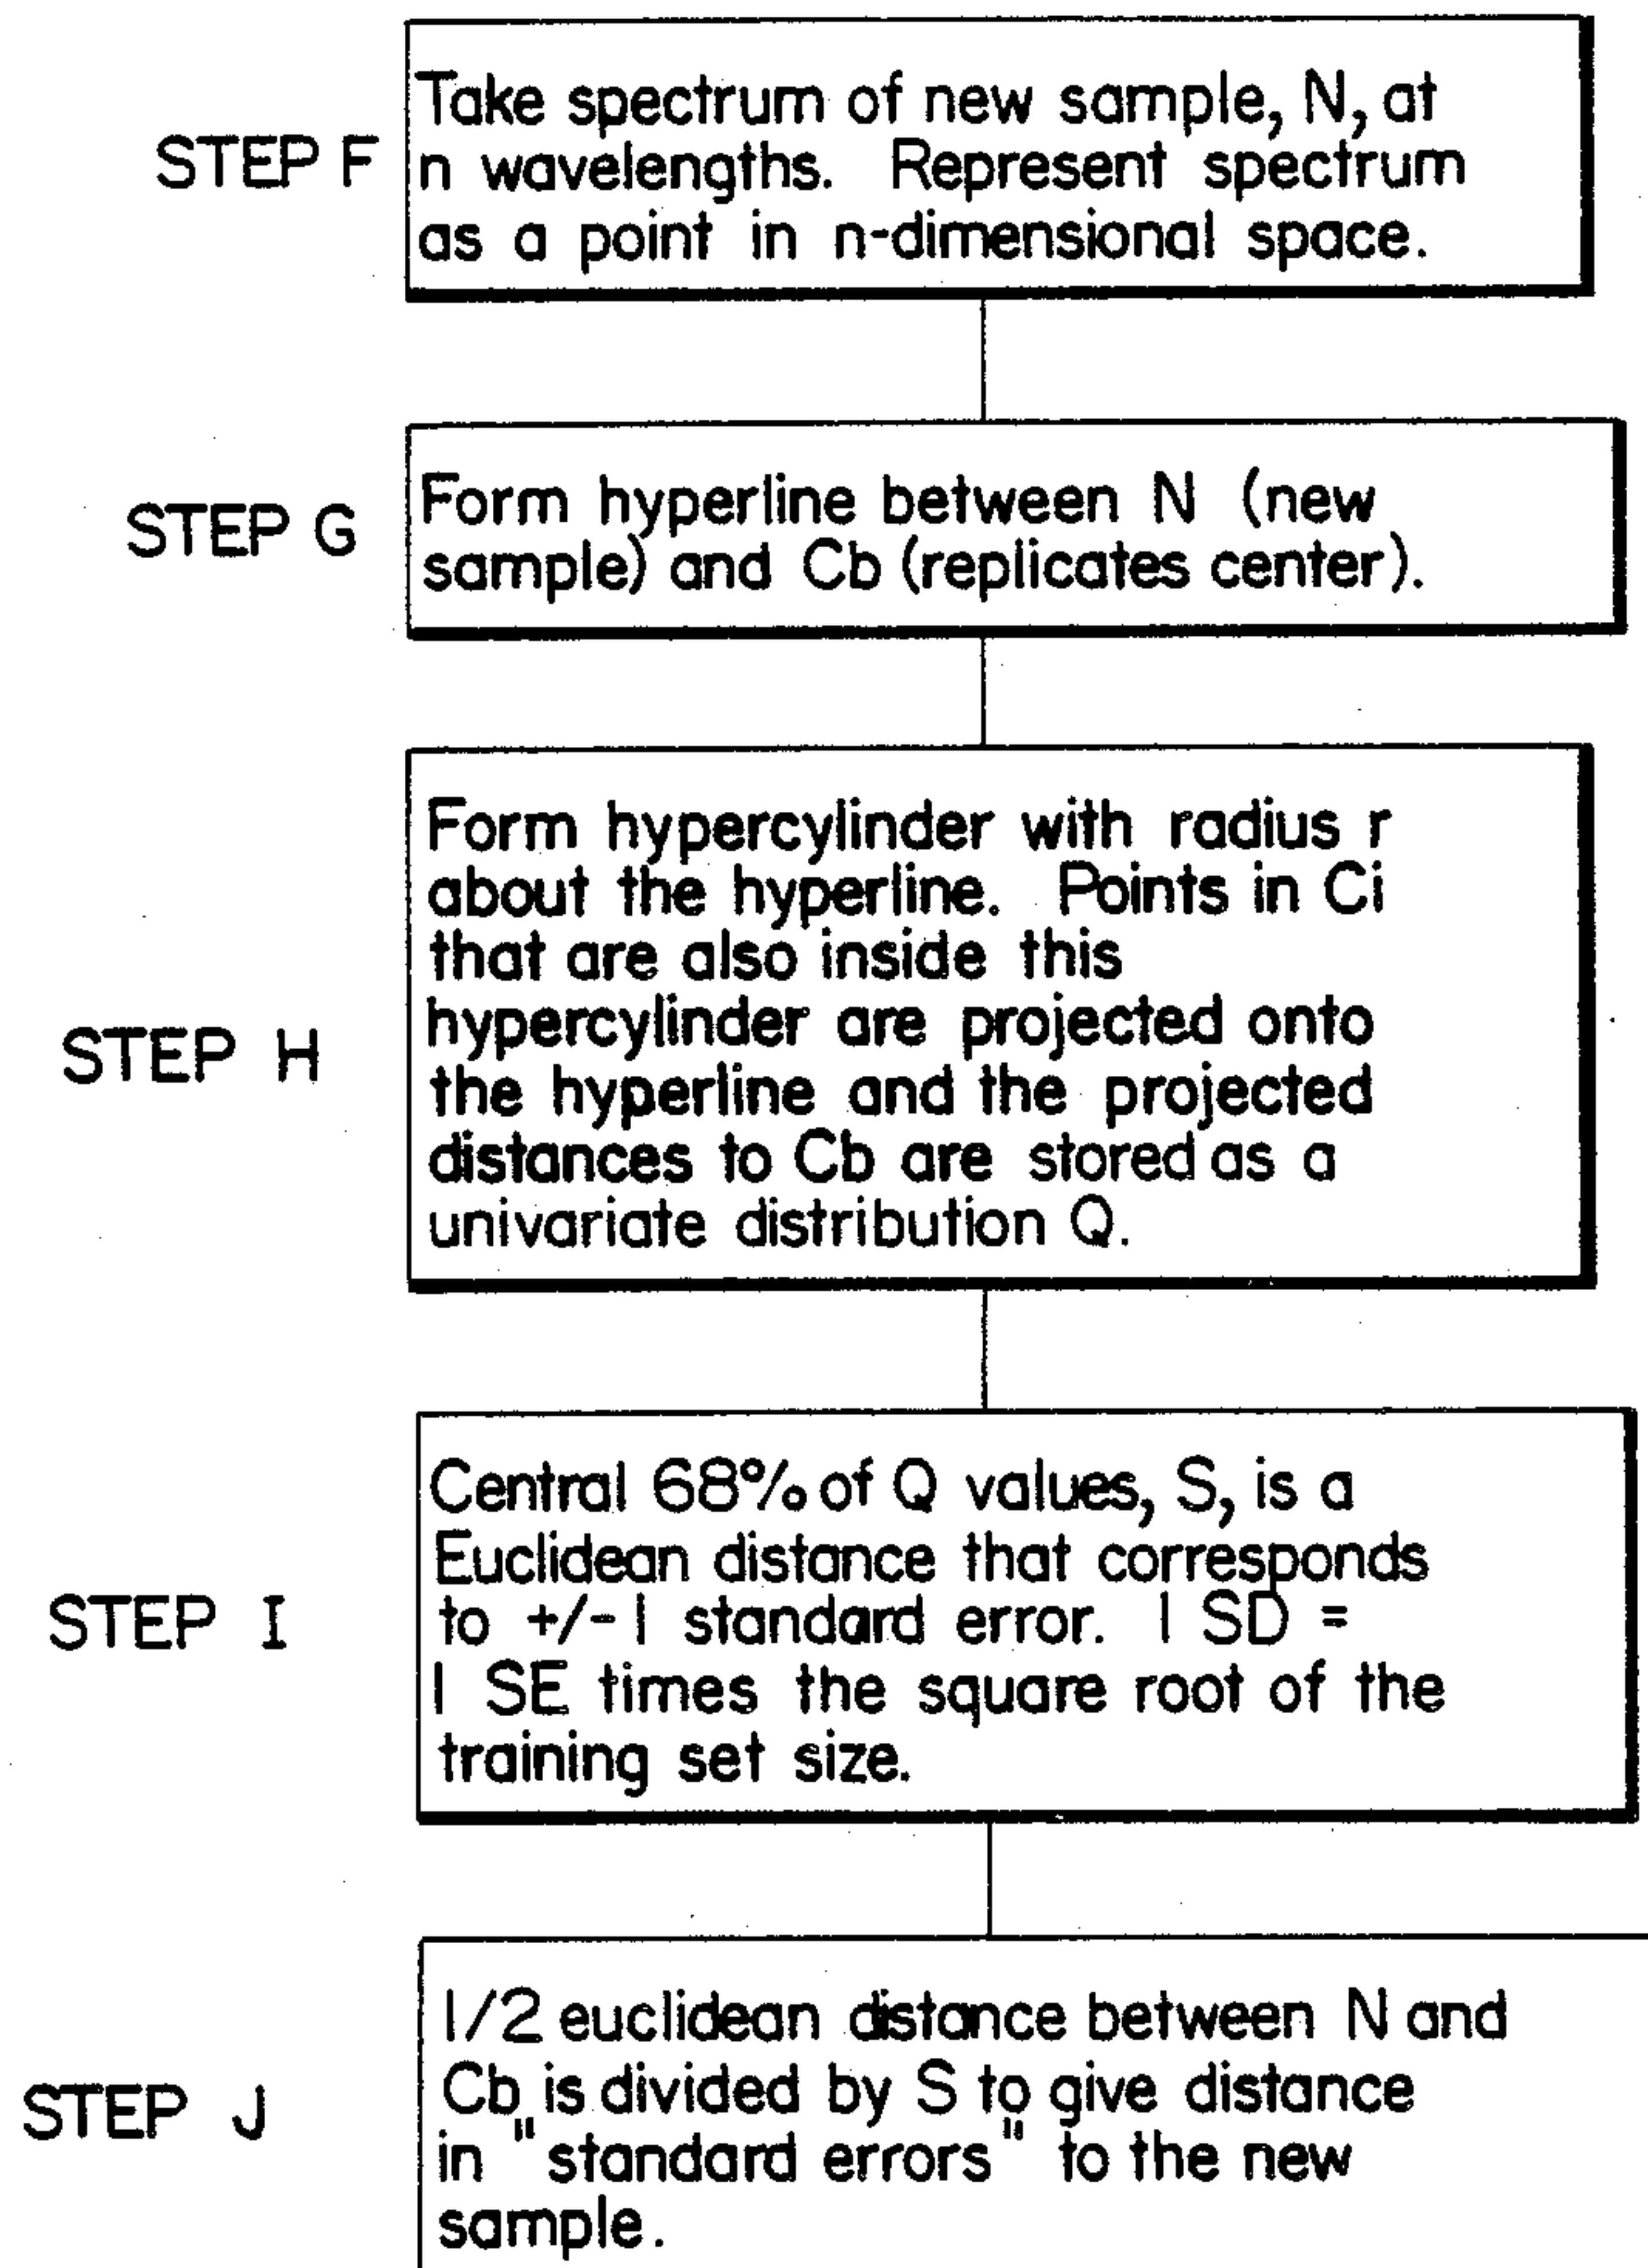 STEP F
Take spectrum of new sample, N, at
n wavelengths. Represent spectrum
as a point in n-dimensional space.
STEP G
Form hyperline between N (new
sample) and Cb (replicates center).
STEP H
Form hypercylinder with radius r
about the hyperline. Points in Ci
that are also inside this
hypercylinder are projected onto
the hyperline and the projected
distances to Cb are stored as a
univariate distribution Q.
STEP I
Central 68% of Q values, S, is a
Euclidean distance that corresponds
to +/-1 standard error. 1 SD =
1 SE times the square root of the
training set size.
STEP J
1/2 euclidean distance between N and
Cb is divided by S to give distance
in "standard errors" to the new
sample.